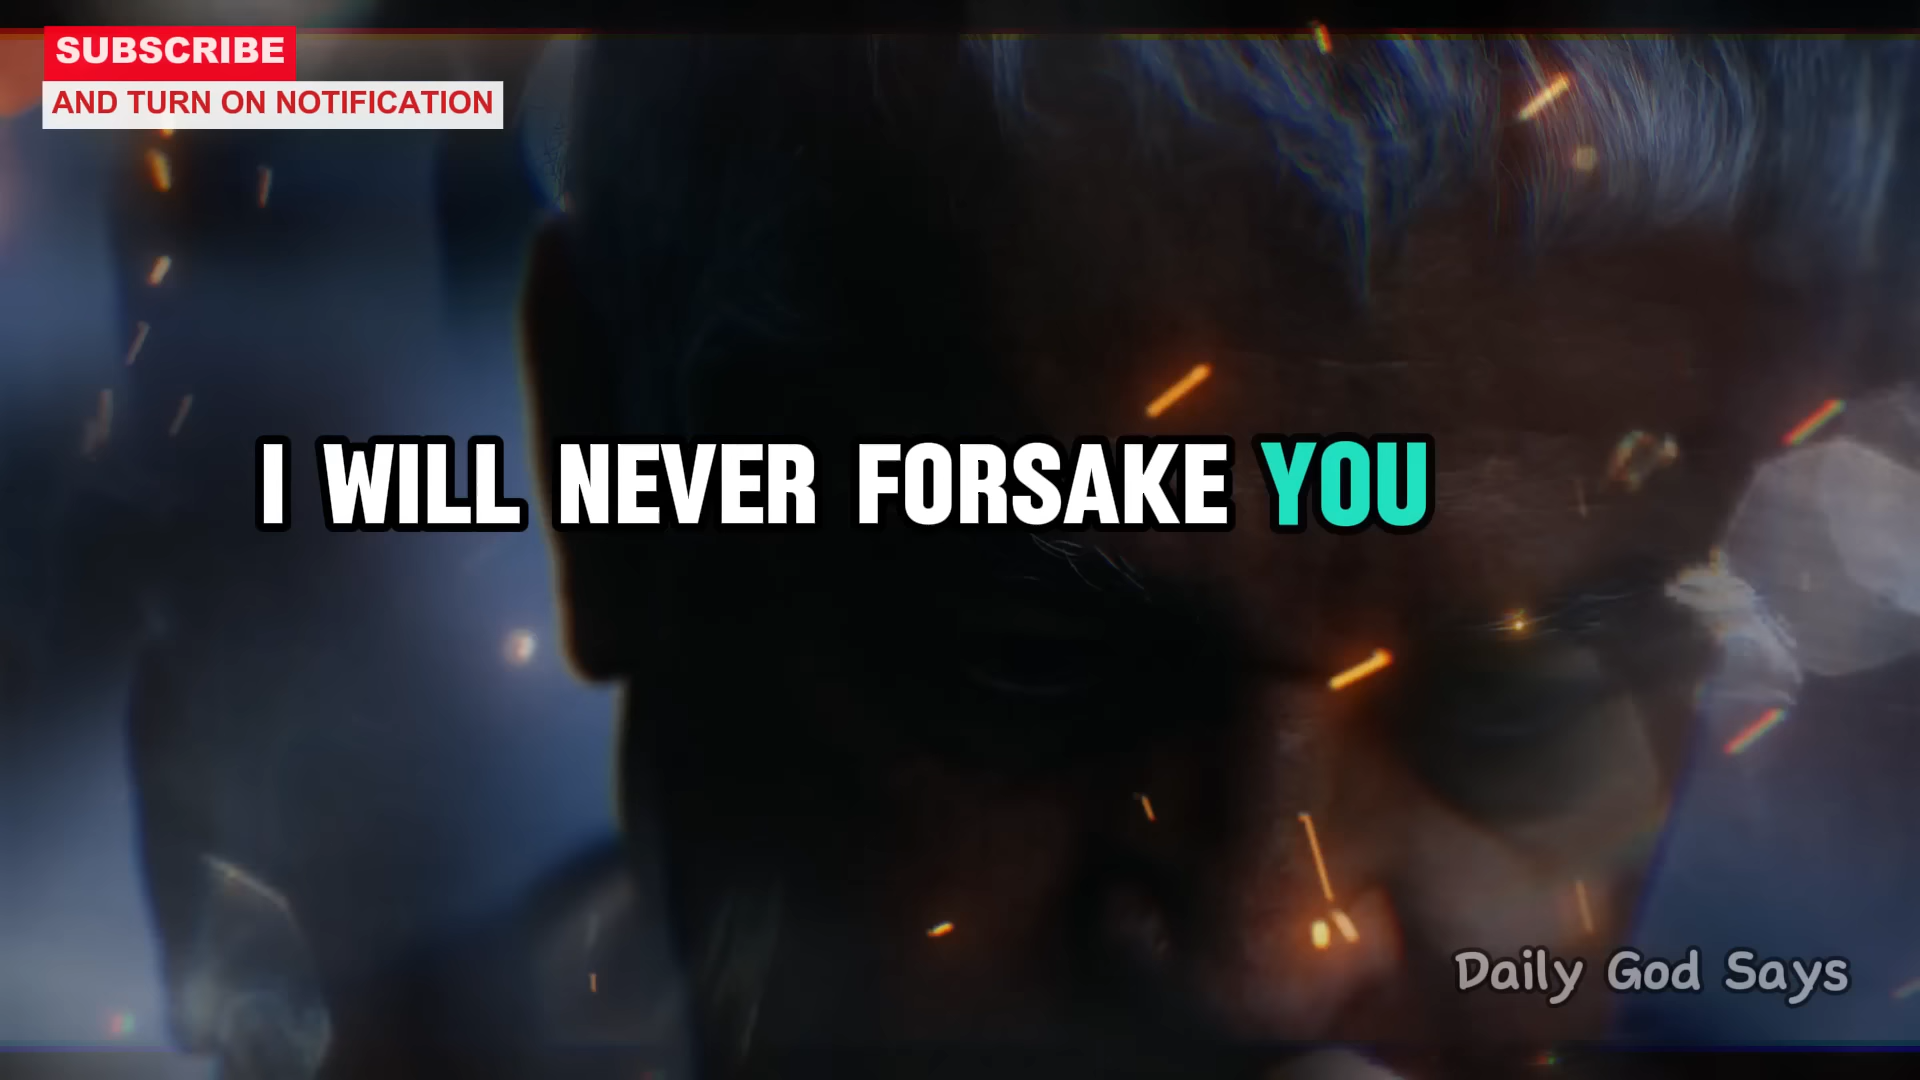 SUBSCRIBE
AND TURN ON NOTIFICATION
I WILL NEVER FORSAKE YOU
Daily God Says